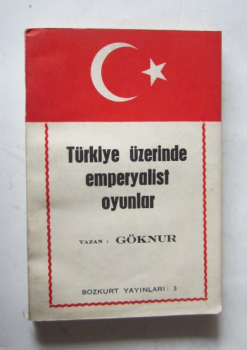 Türkiye üzerinde
emperyalist
oyunlar
YAZAN : GÖKNUR
BOZKURT YAYINLARI: 3